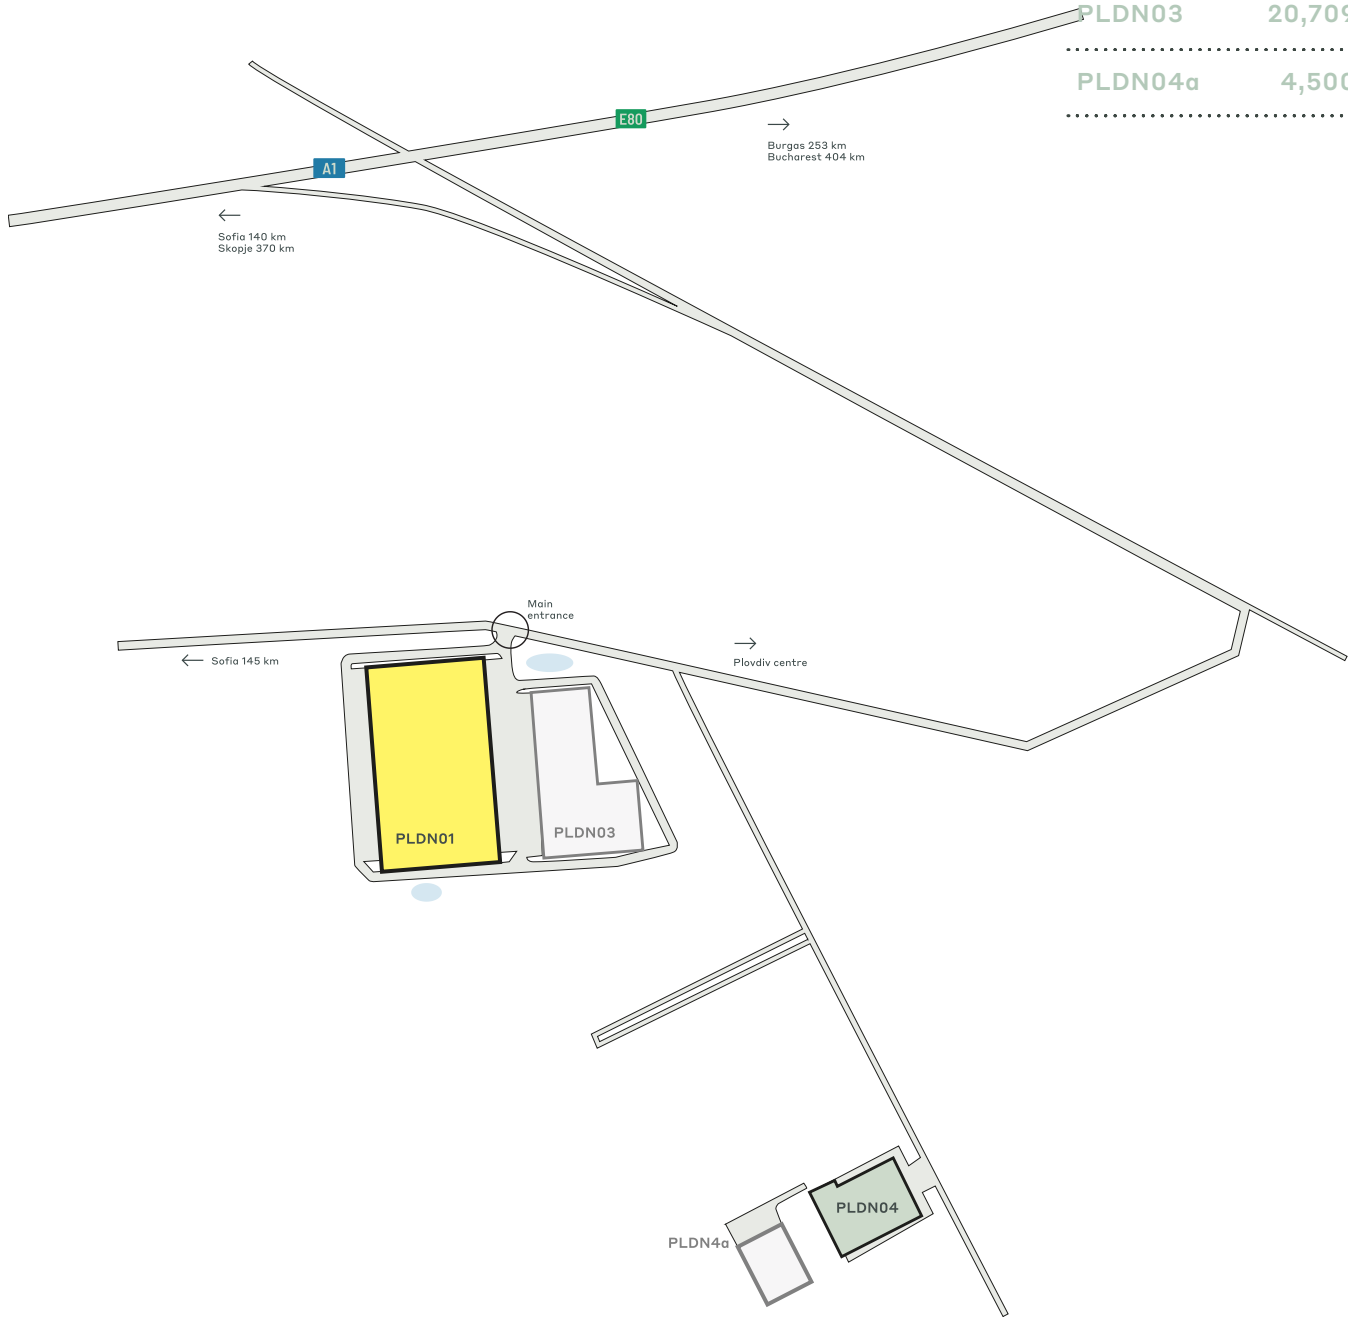 PLDN03
PLDN04a
E80
A1
Burgas 253 km
Bucharest 404 km
Sofia 140 km
Skopje 370 km
Main
entrance
Sofia 145 km
Plovdiv centre
PLDN01
PLDN03
PLDN04
PLDN4a